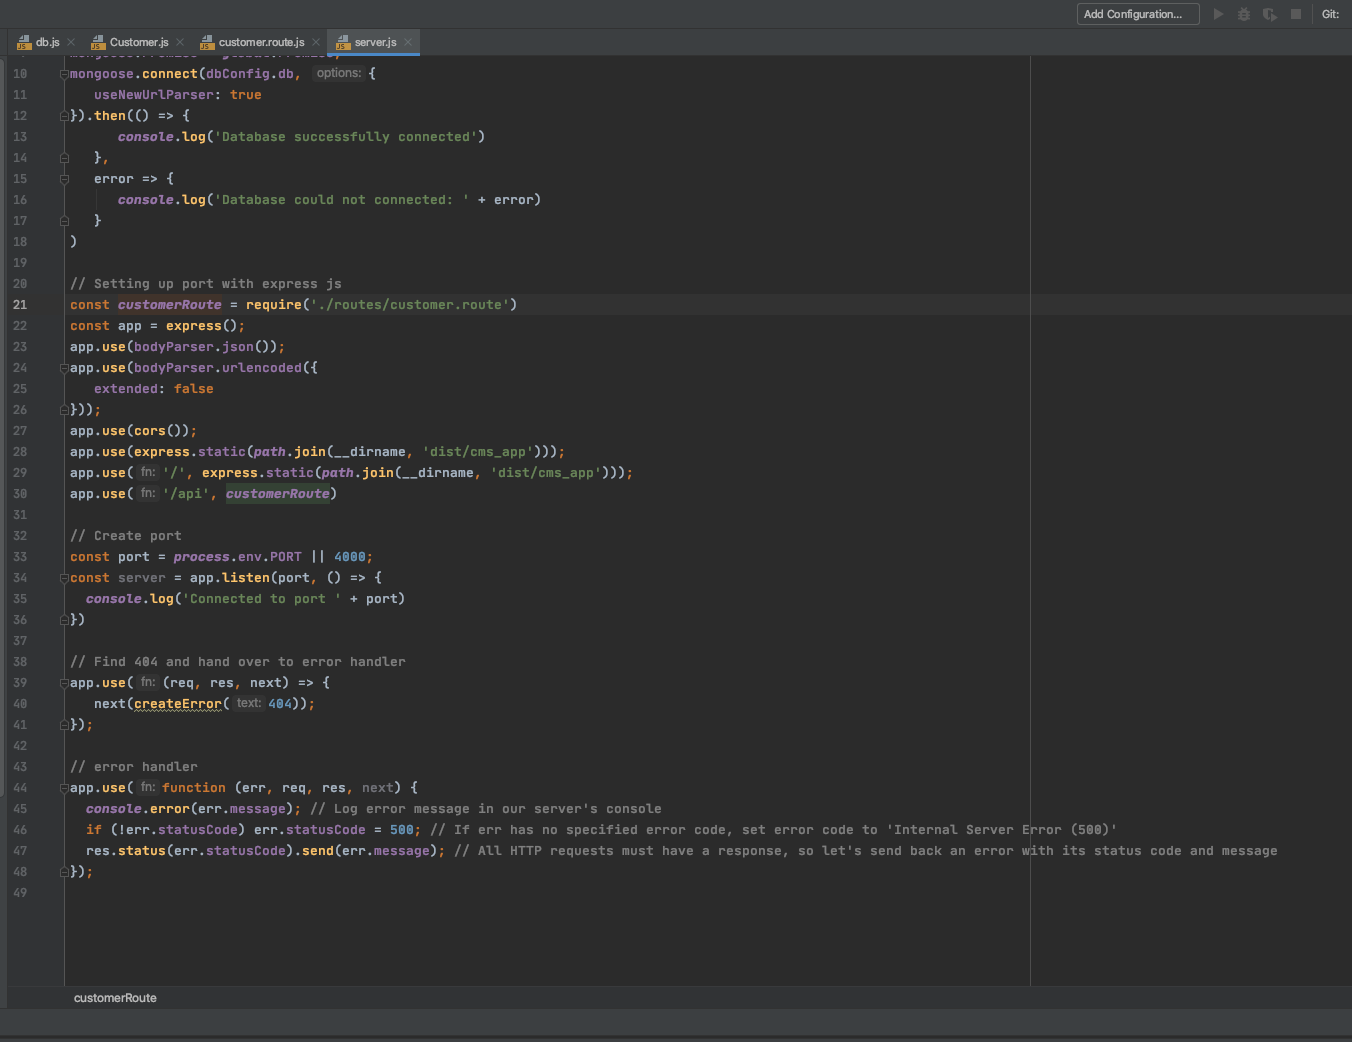 Add Configuration...
Git:
db.js
Customer.js
customer.route.js
server.js
10 mongoose.connect(dbConfig.db, options: {
11 useNewUrlParser: true
12 }).then(() => {
13 console.log('Database successfully connected')
14 },
15 error => {
16 console.log('Database could not connected: ' + error)
17 }
18 )
19
20 // Setting up port with express js
21 const customerRoute = require('./routes/customer.route')
22 const app = express();
23 app.use(bodyParser.json());
24 app.use(bodyParser.urlencoded({
25 extended: false
26 }));
27 app.use(cors());
28 app.use(express.static(path.join(__dirname, 'dist/cms_app')));
29 app.use( fn: '/', express.static(path.join(__dirname, 'dist/cms_app')));
30 app.use( fn: '/api', customerRoute)
31
32 // Create port
33 const port = process.env.PORT || 4000;
34 const server = app.listen(port, () => {
35 console.log('Connected to port ' + port)
36 })
37
38 // Find 404 and hand over to error handler
39 app.use( fn: (req, res, next) => {
40 next(createError( text: 404));
41 });
42
43 // error handler
44 app.use( fn: function (err, req, res, next) {
45 console.error(err.message); // Log error message in our server's console
46 if (!err.statusCode) err.statusCode = 500; // If err has no specified error code, set error code to 'Internal Server Error (500)'
47 res.status(err.statusCode).send(err.message); // All HTTP requests must have a response, so let's send back an error with its status code and message
48 });
49
customerRoute